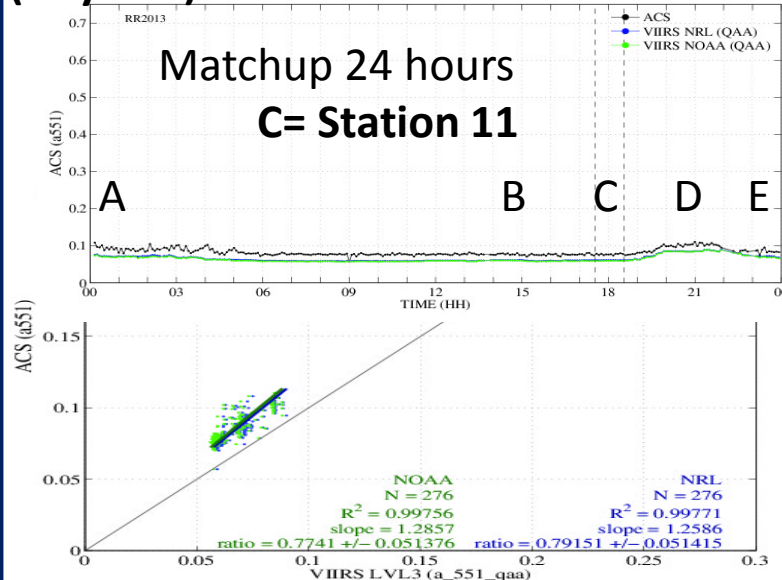 RR2013
ACS
VIIRS NRL (QAA)
VIIRS NOAA (QAA)
Matchup 24 hours
C= Station 11
A B C D E
0.7
0.6
0.5
0.4
0.3
0.2
0.1
0
ACS (a551)
00 03 06 09 12 15 18 21
TIME (HH)
ACS (a551)
0.15
0.1
0.05
0
NOAA
N = 276
R² = 0.99756
slope = 1.2857
ratio = 0.7741 +/- 0.051376
NRL
N = 276
R² = 0.99771
slope = 1.2586
ratio = 0.79151 +/- 0.051415
0 0.05 0.1 0.15 0.2 0.25 0.3
VIIRS LVL3 (a_551_qaa)